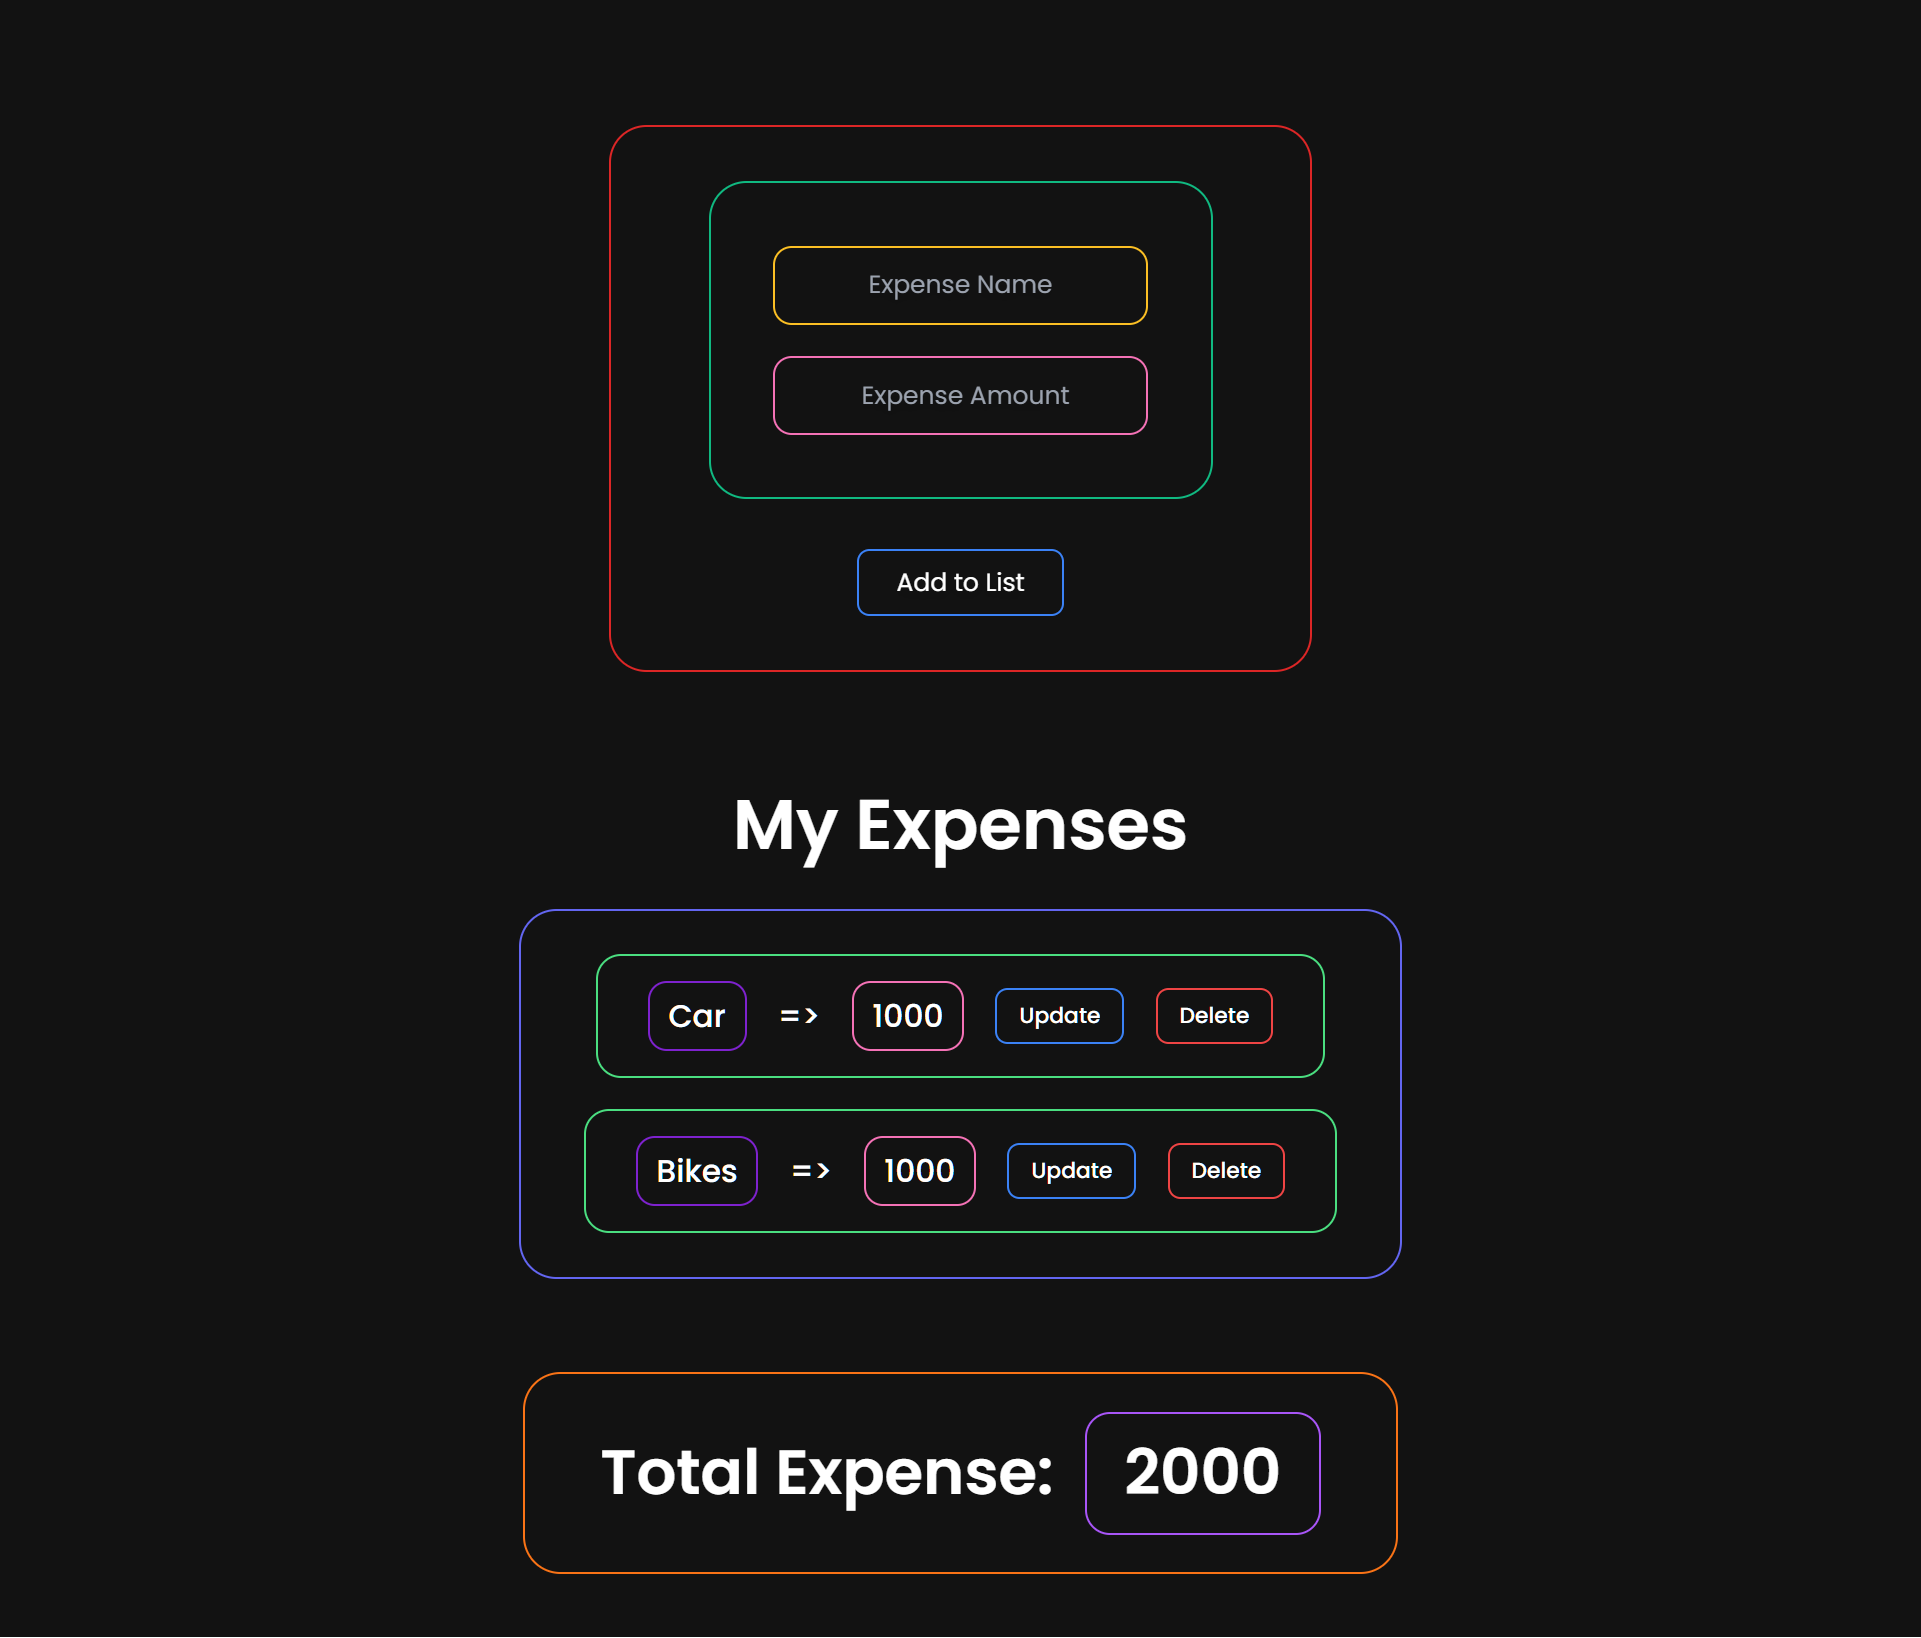 Expense Name
Expense Amount
Add to List
My Expenses
Car => 1000 Update Delete
Bikes => 1000 Update Delete
Total Expense: 2000